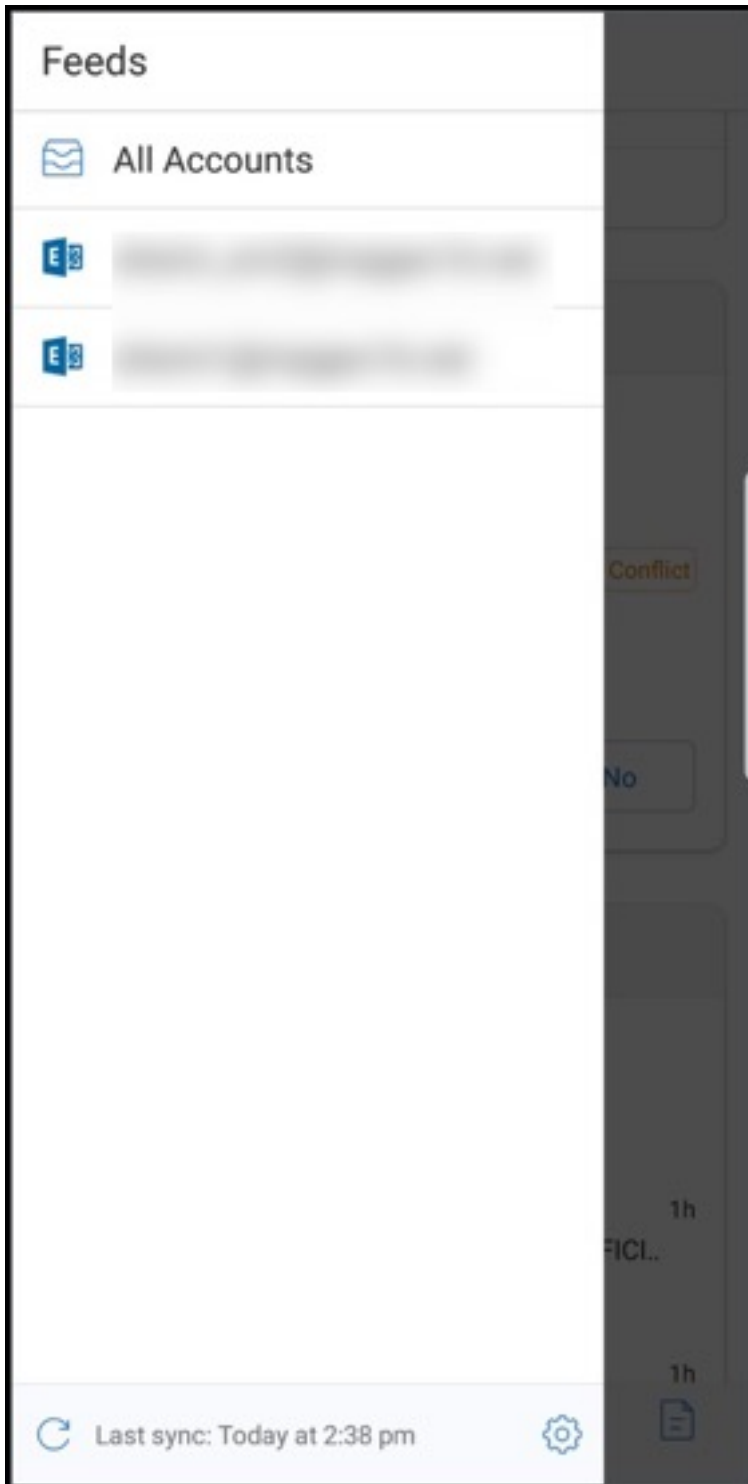 Feeds
All Accounts
E
E
Conflict
No
1h
FICI..
1h
Last sync: Today at 2:38 pm